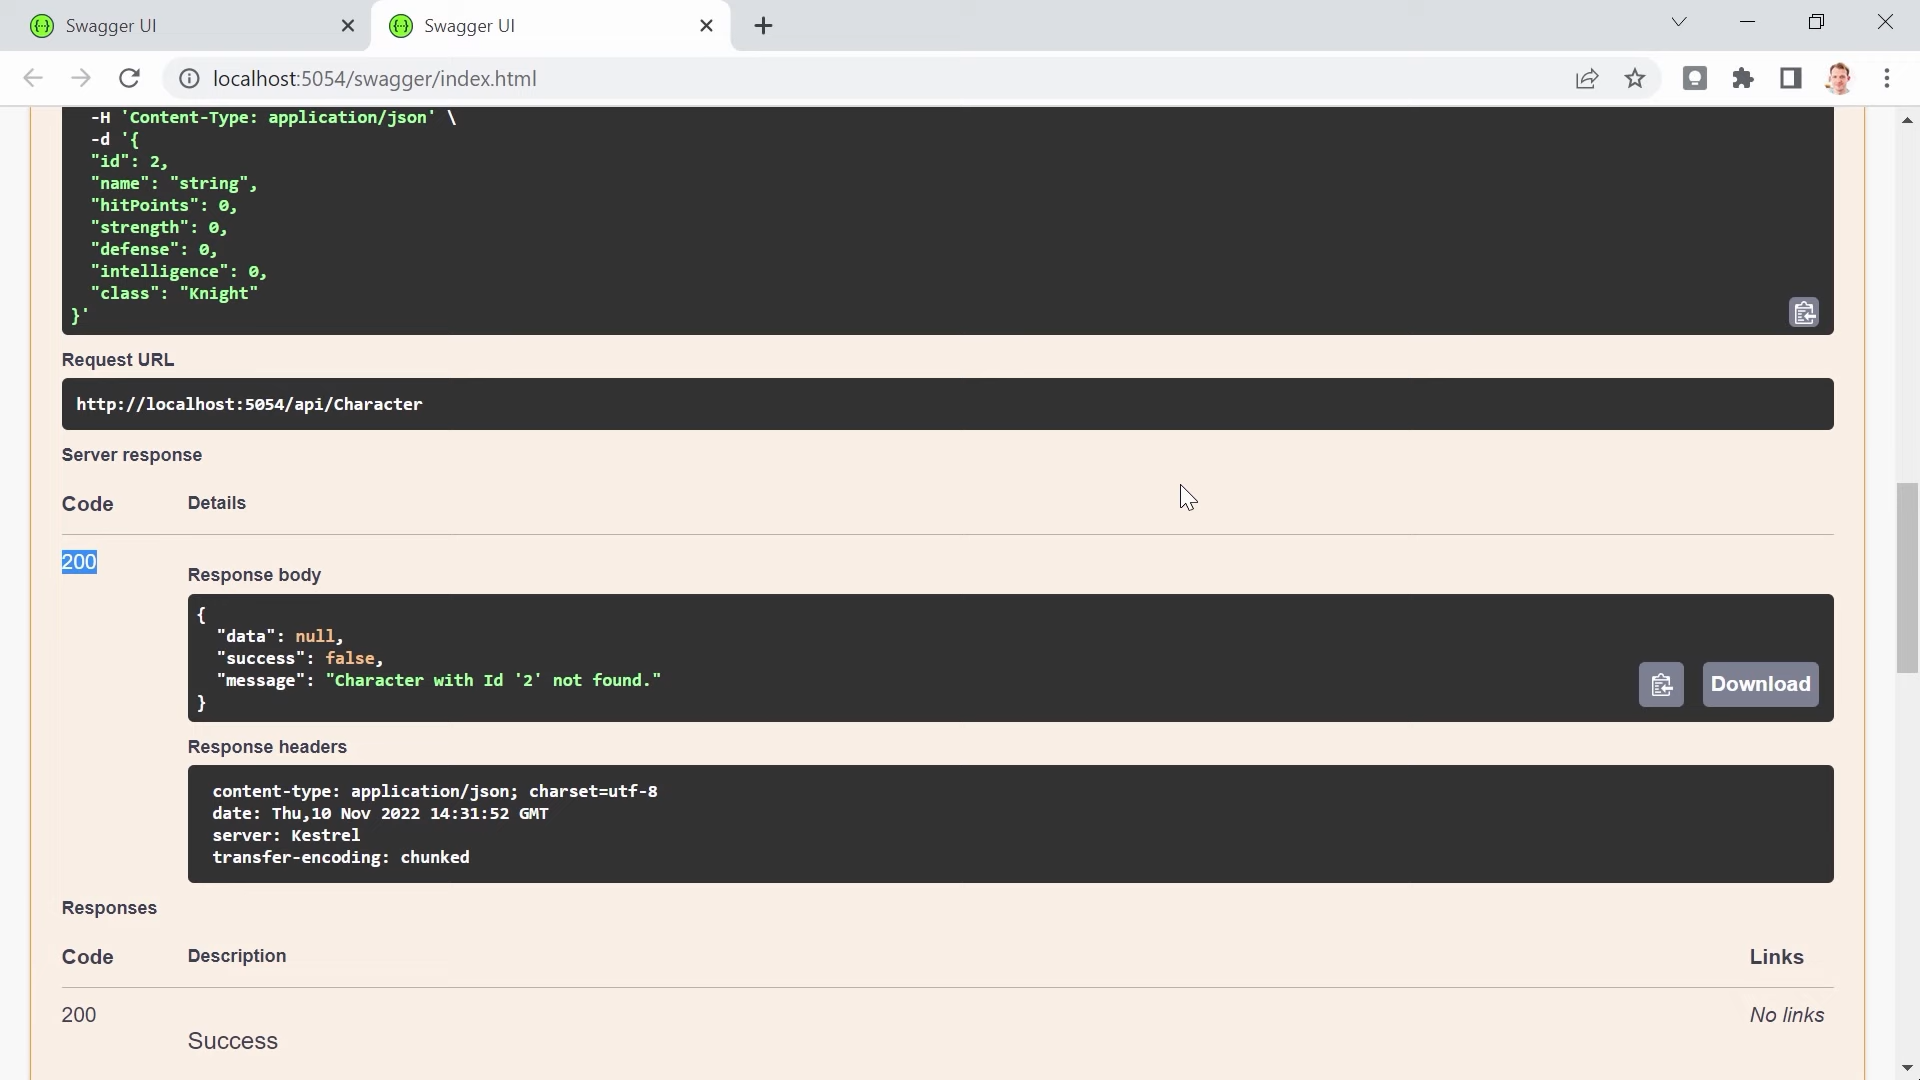 Swagger UI
Swagger UI
localhost:5054/swagger/index.html
-H 'Content-Type: application/json' \
-d '{
"id": 2,
"name": "string",
"hitPoints": 0,
"strength": 0,
"defense": 0,
"intelligence": 0,
"class": "Knight"
}'
Request URL
http://localhost:5054/api/Character
Server response
Code Details
200
Response body
{
"data": null,
"success": false,
"message": "Character with Id '2' not found."
}
Download
Response headers
content-type: application/json; charset=utf-8
date: Thu,10 Nov 2022 14:31:52 GMT
server: Kestrel
transfer-encoding: chunked
Responses
Code Description Links
200 No links
Success